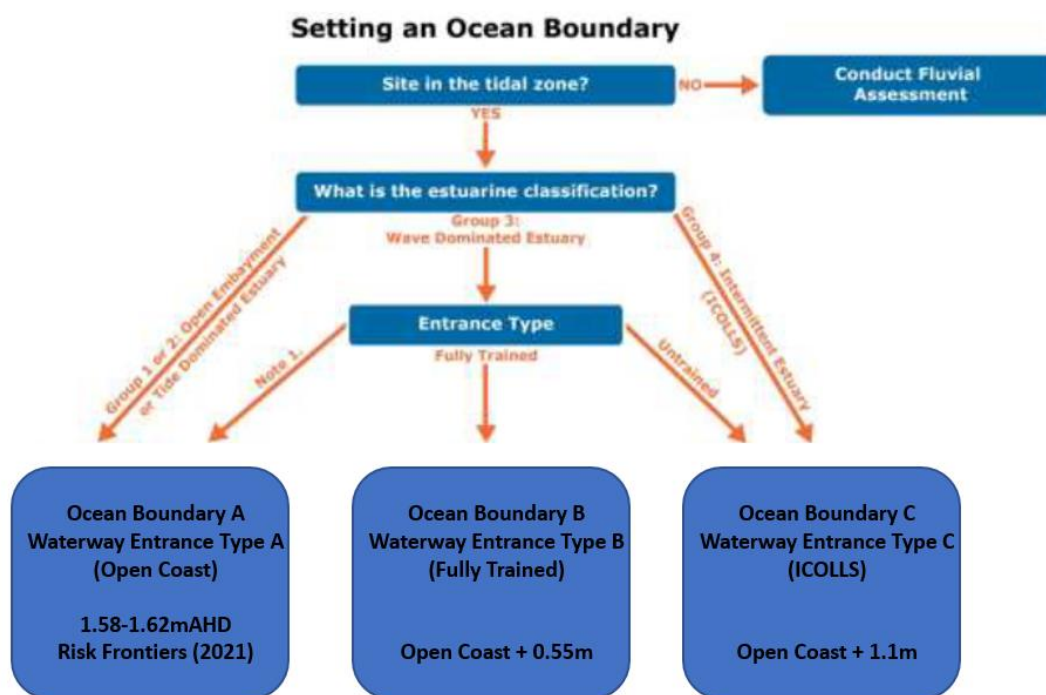 Setting an Ocean Boundary
Site in the tidal zone?
NO
Conduct Fluvial
Assessment
YES
What is the estuarine classification?
Group 1 or 2: Open Embayment
or Tide Dominated Estuary
Group 3:
Wave Dominated Estuary
Group 4: Intermittent Estuary
(ICOLLS)
Entrance Type
Note 1.
Fully Trained
Untrained
Ocean Boundary A
Waterway Entrance Type A
(Open Coast)
1.58-1.62mAHD
Risk Frontiers (2021)
Ocean Boundary B
Waterway Entrance Type B
(Fully Trained)
Open Coast + 0.55m
Ocean Boundary C
Waterway Entrance Type C
(ICOLLS)
Open Coast + 1.1m